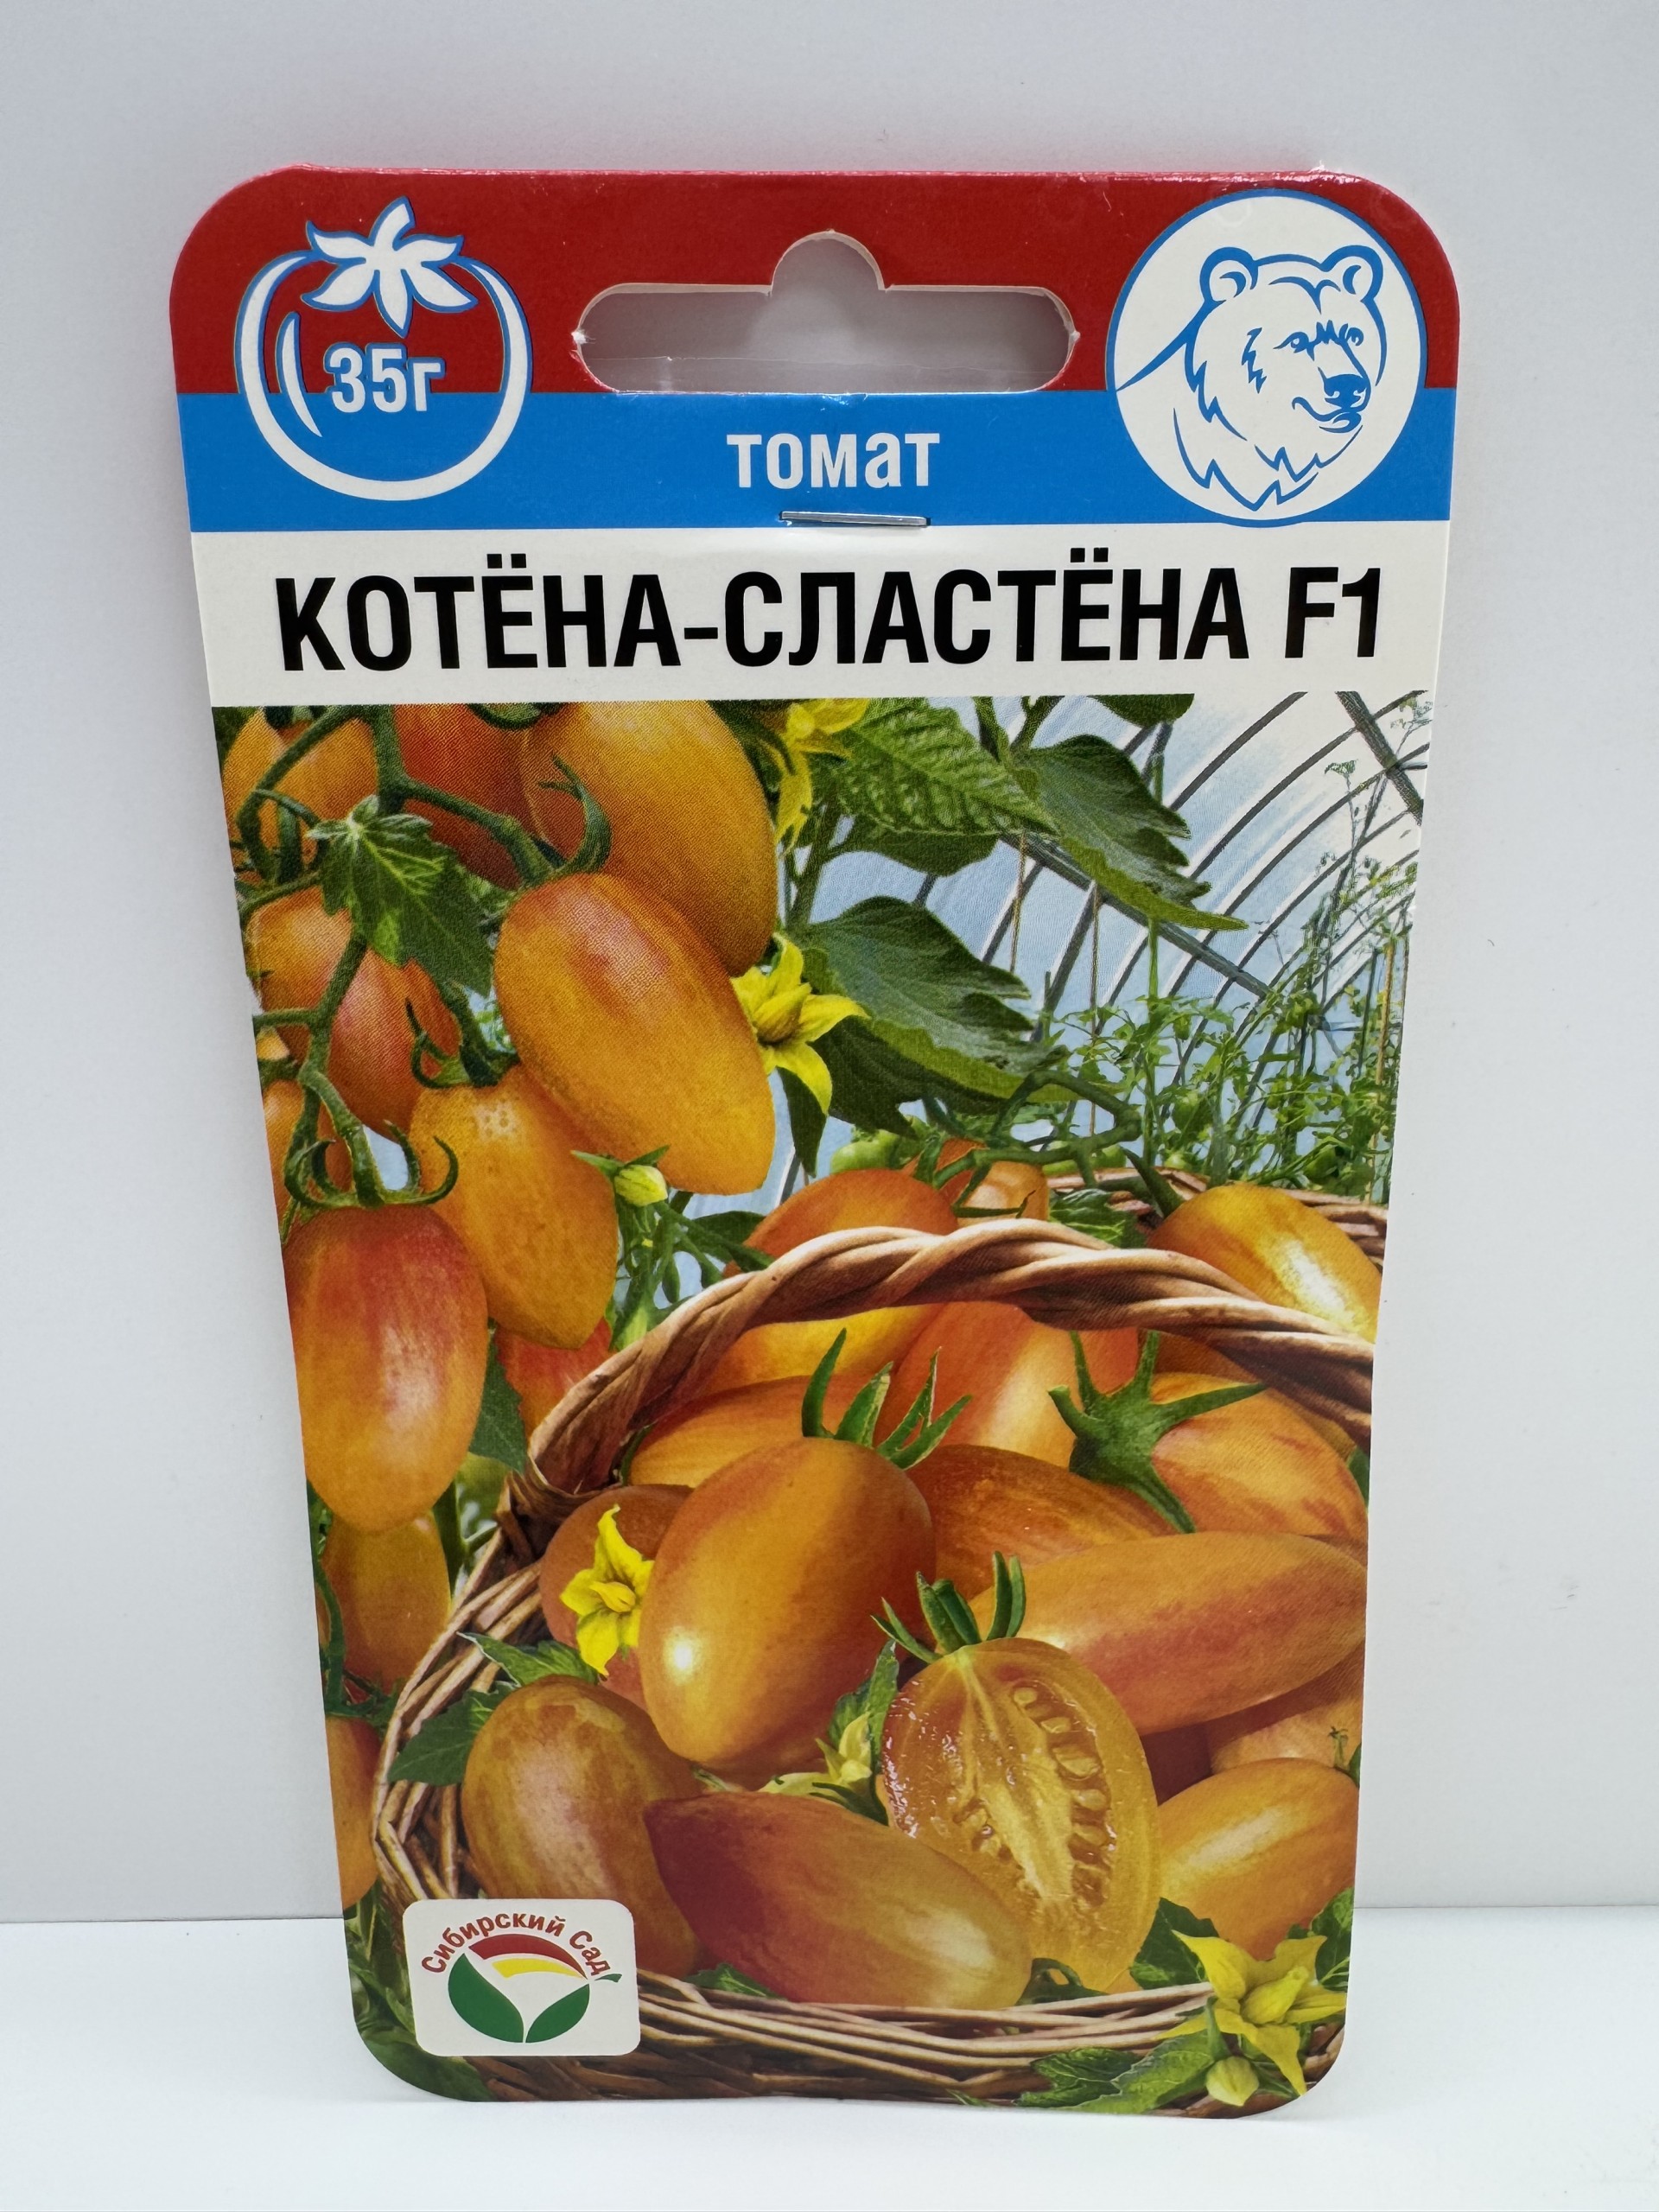 35г
томат
КОТЁНА-СЛАСТЁНА F1
Сибирский Сад